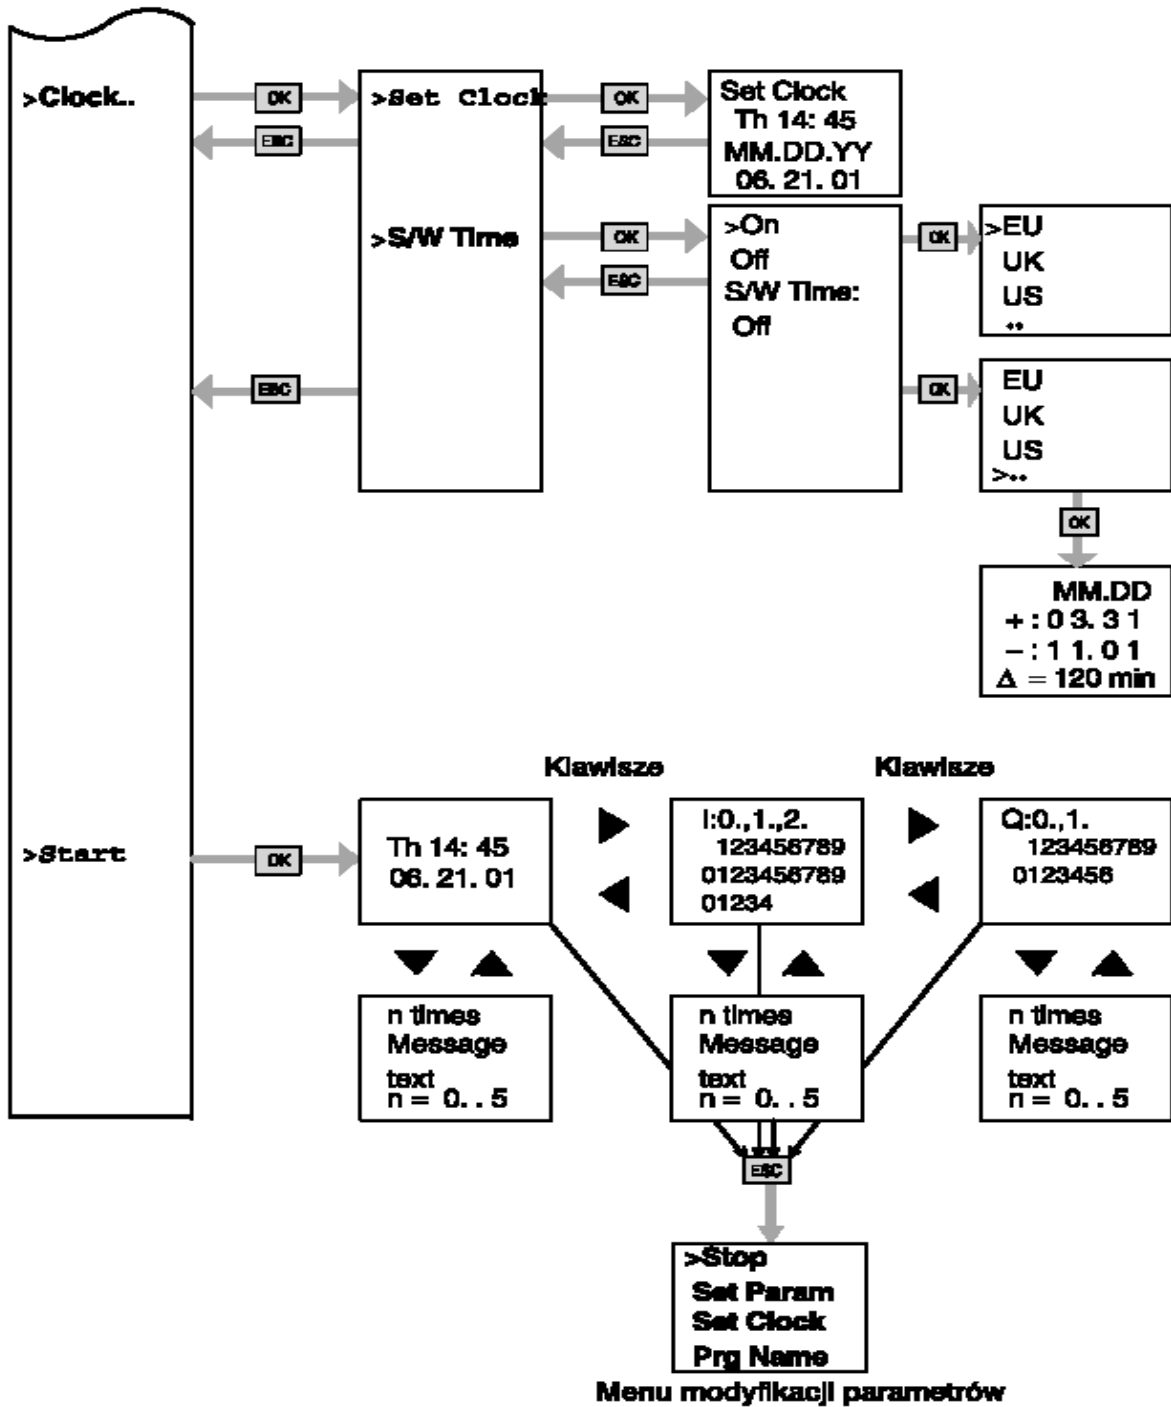 >Clock..
OK
ESC
>Set Clock
OK
ESC
Set Clock
Th 14: 45
MM.DD.YY
06. 21. 01
>S/W Time
OK
ESC
>On
Off
S/W Time:
Off
OK
>EU
UK
US
..
ESC
OK
EU
UK
US
>..
OK
MM.DD
+ : 0 3. 3 1
– : 1 1. 0 1
Δ = 120 min
Klawisze
Klawisze
>Start
OK
Th 14: 45
06. 21. 01
I:0.,1.,2.
123456789
0123456789
01234
Q:0.,1.
123456789
0123456
n times
Message
text
n = 0. . 5
n times
Message
text
n = 0. . 5
n times
Message
text
n = 0. . 5
ESC
>Stop
Set Param
Set Clock
Prg Name
Menu modyfikacji parametrów